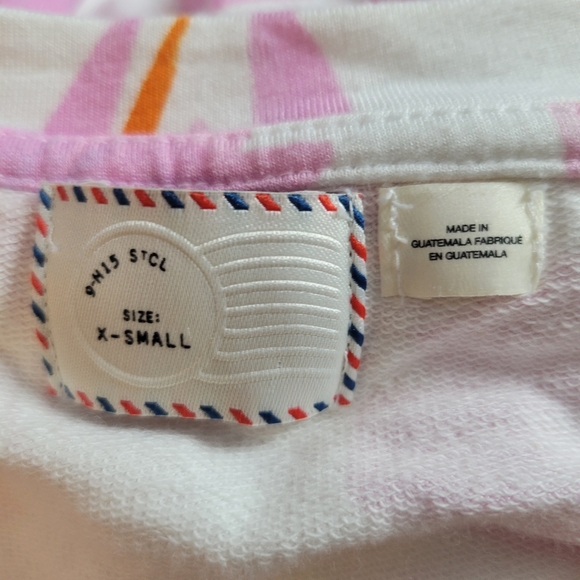 9-H15 STCL
SIZE:
X-SMALL
MADE IN
GUATEMALA FABRIQUÉ
EN GUATEMALA